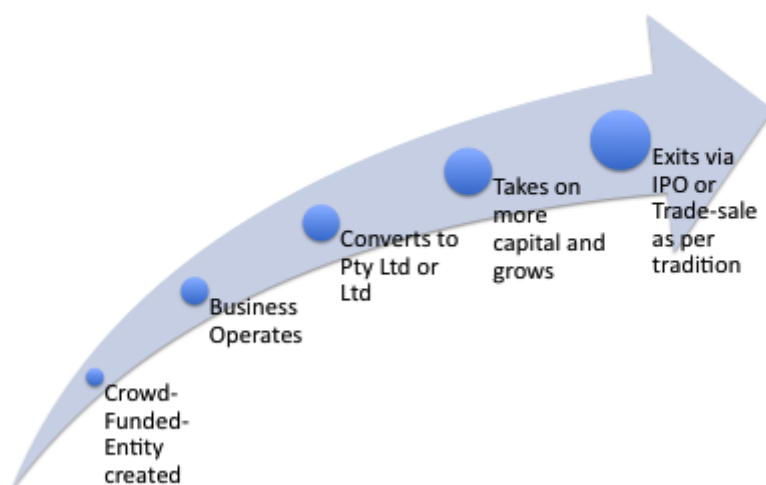 Crowd-
Funded-
Entity
created
Business
Operates
Converts to
Pty Ltd or
Ltd
Takes on
more
capital and
grows
Exits via
IPO or
Trade-sale
as per
tradition